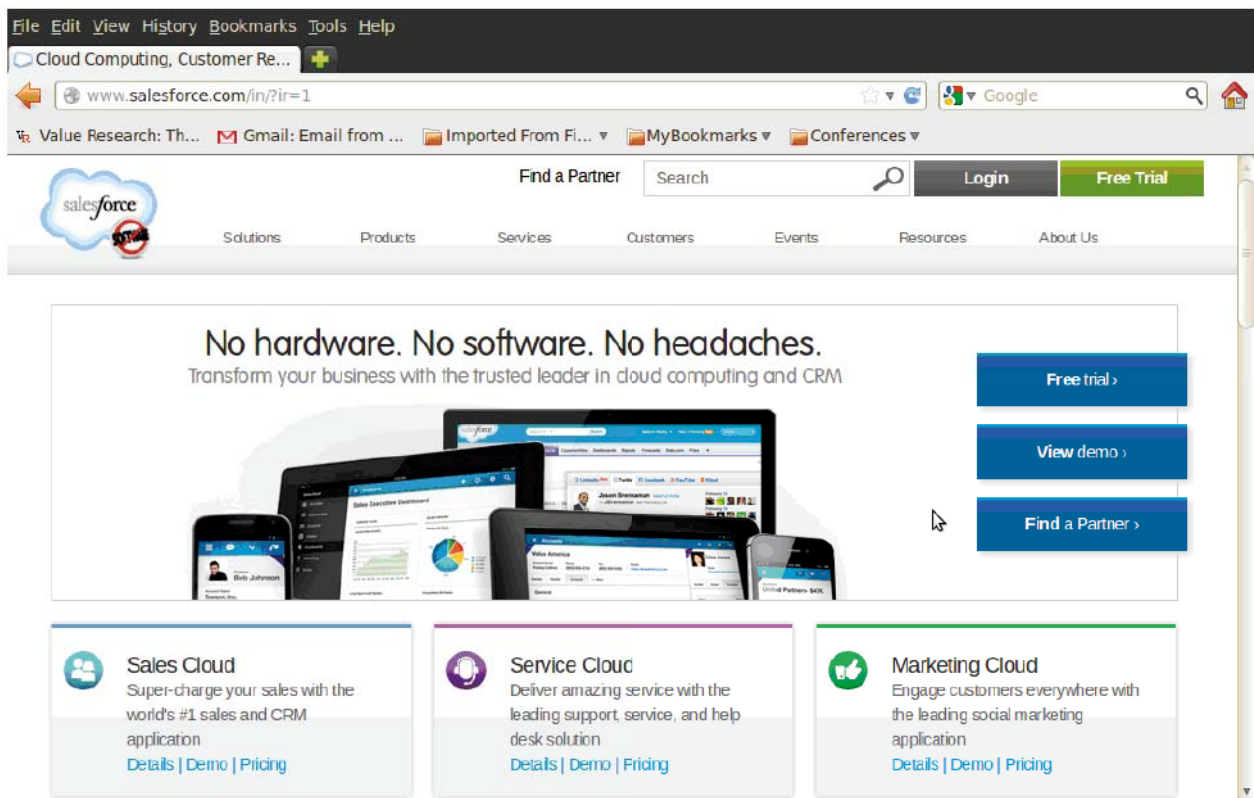 File Edit View History Bookmarks Tools Help
Cloud Computing, Customer Re...
www.salesforce.com/in/?ir=1
Google
Value Research: Th... Gmail: Email from ... Imported From Fi... MyBookmarks Conferences
Find a Partner Search Login Free Trial
salesforce
SOFTWARE
Solutions Products Services Customers Events Resources About Us
No hardware. No software. No headaches.
Transform your business with the trusted leader in cloud computing and CRM
Free trial ›
View demo ›
Find a Partner ›
salesforce
Sales Executive Dashboard
Bob Johnson
Value America
General
United Partners- $47K
Sales Cloud
Super-charge your sales with the
world's #1 sales and CRM
application
Details | Demo | Pricing
Service Cloud
Deliver amazing service with the
leading support, service, and help
desk solution
Details | Demo | Pricing
Marketing Cloud
Engage customers everywhere with
the leading social marketing
application
Details | Demo | Pricing